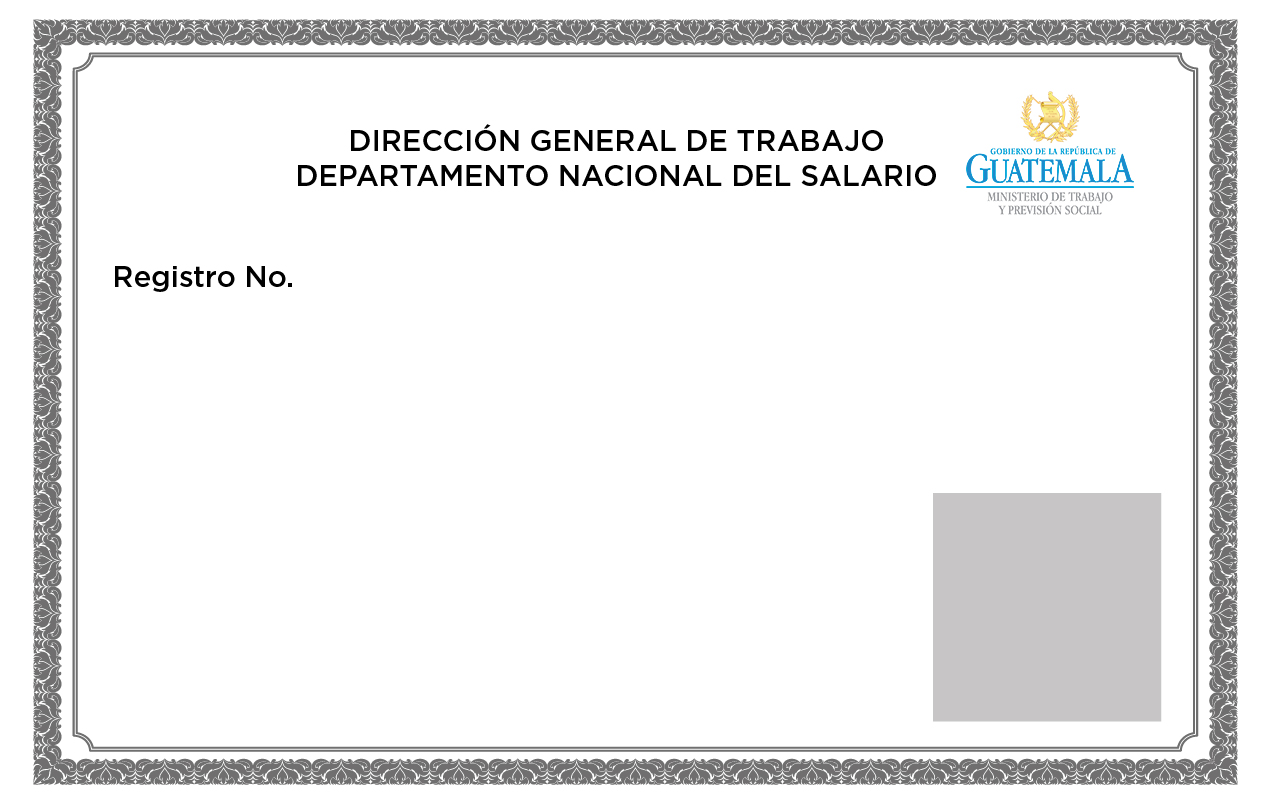 DIRECCIÓN GENERAL DE TRABAJO
DEPARTAMENTO NACIONAL DEL SALARIO
GOBIERNO DE LA REPÚBLICA DE
GUATEMALA
MINISTERIO DE TRABAJO
Y PREVISIÓN SOCIAL
Registro No.